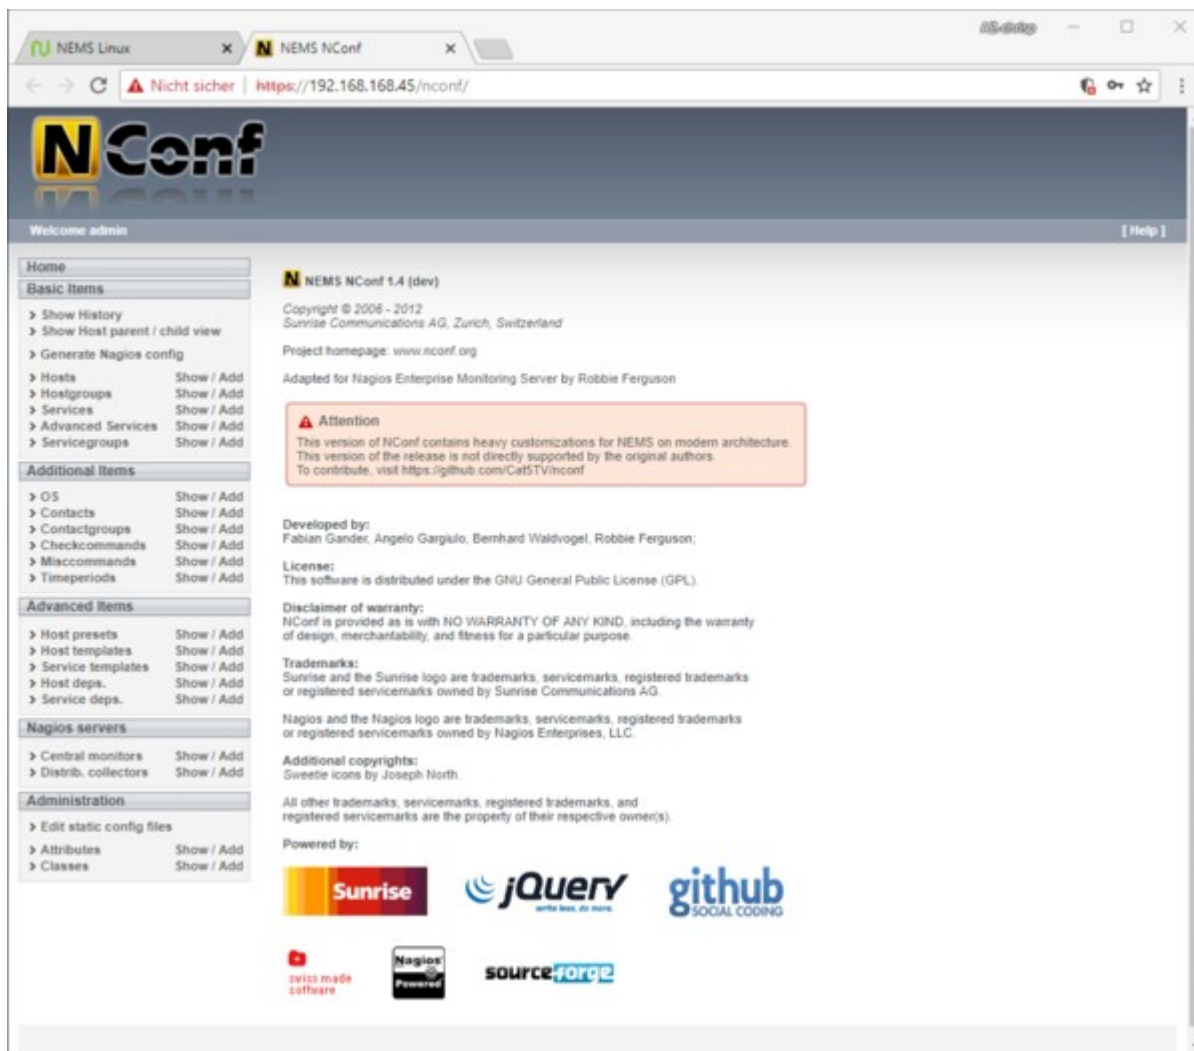 NEMS Linux
NEMS NConf
Nicht sicher | https://192.168.168.45/nconf/
NConf
Welcome admin [ Help ]
Home
Basic Items
Show History
Show Host parent / child view
Generate Nagios config
Hosts Show / Add
Hostgroups Show / Add
Services Show / Add
Advanced Services Show / Add
Servicegroups Show / Add
Additional Items
OS Show / Add
Contacts Show / Add
Contactgroups Show / Add
Checkcommands Show / Add
Misccommands Show / Add
Timeperiods Show / Add
Advanced Items
Host presets Show / Add
Host templates Show / Add
Service templates Show / Add
Host deps. Show / Add
Service deps. Show / Add
Nagios servers
Central monitors Show / Add
Distrib. collectors Show / Add
Administration
Edit static config files
Attributes Show / Add
Classes Show / Add
N NEMS NConf 1.4 (dev)
Copyright © 2006 - 2012
Sunrise Communications AG, Zurich, Switzerland
Project homepage: www.nconf.org
Adapted for Nagios Enterprise Monitoring Server by Robbie Ferguson
Attention
This version of NConf contains heavy customizations for NEMS on modern architecture.
This version of the release is not directly supported by the original authors.
To contribute, visit https://github.com/Cat5TV/nconf
Developed by:
Fabian Gander, Angelo Gargiulo, Bernhard Waldvogel, Robbie Ferguson;
License:
This software is distributed under the GNU General Public License (GPL).
Disclaimer of warranty:
NConf is provided as is with NO WARRANTY OF ANY KIND, including the warranty
of design, merchantability, and fitness for a particular purpose.
Trademarks:
Sunrise and the Sunrise logo are trademarks, servicemarks, registered trademarks
or registered servicemarks owned by Sunrise Communications AG.
Nagios and the Nagios logo are trademarks, servicemarks, registered trademarks
or registered servicemarks owned by Nagios Enterprises, LLC.
Additional copyrights:
Sweetie icons by Joseph North.
All other trademarks, servicemarks, registered trademarks, and
registered servicemarks are the property of their respective owner(s).
Powered by:
Sunrise
jQuery
write less, do more.
github
SOCIAL CODING
swiss made
software
Nagios
Powered
sourceforge